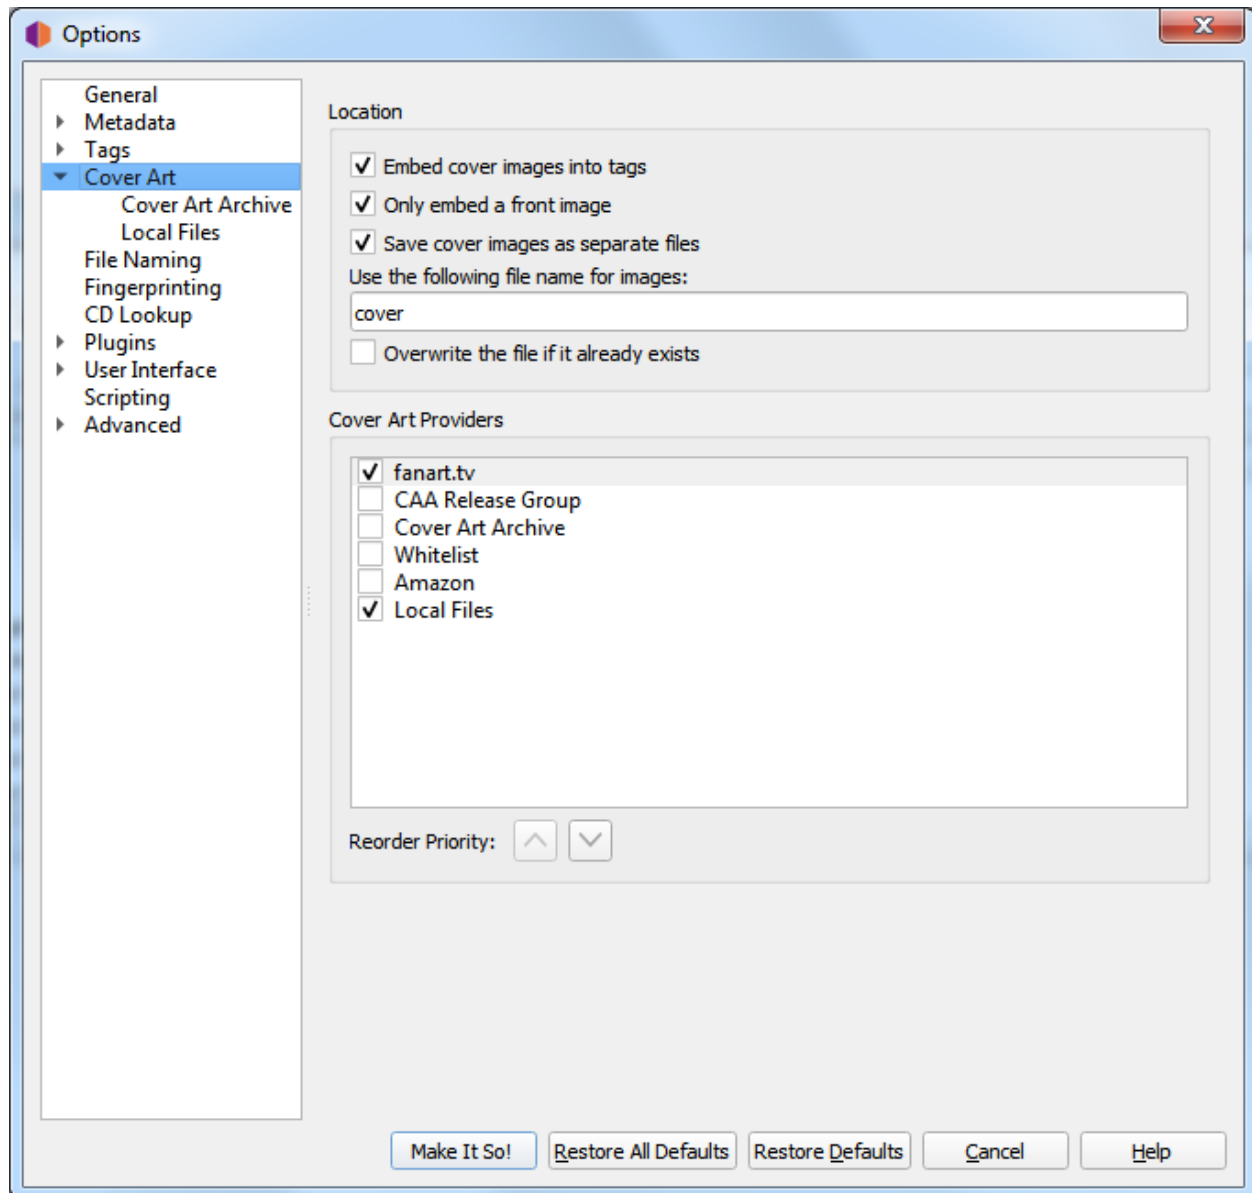 Options
General
Metadata
Tags
Cover Art
Cover Art Archive
Local Files
File Naming
Fingerprinting
CD Lookup
Plugins
User Interface
Scripting
Advanced
Location
Embed cover images into tags
Only embed a front image
Save cover images as separate files
Use the following file name for images:
cover
Overwrite the file if it already exists
Cover Art Providers
fanart.tv
CAA Release Group
Cover Art Archive
Whitelist
Amazon
Local Files
Reorder Priority:
Make It So! Restore All Defaults Restore Defaults Cancel Help